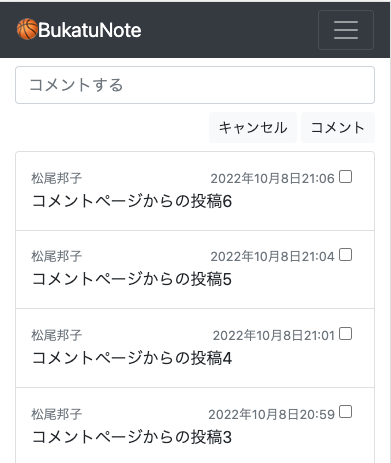 🏀BukatuNote
コメントする
キャンセル コメント
松尾邦子 2022年10月8日21:06
コメントページからの投稿6
松尾邦子 2022年10月8日21:04
コメントページからの投稿5
松尾邦子 2022年10月8日21:01
コメントページからの投稿4
松尾邦子 2022年10月8日20:59
コメントページからの投稿3